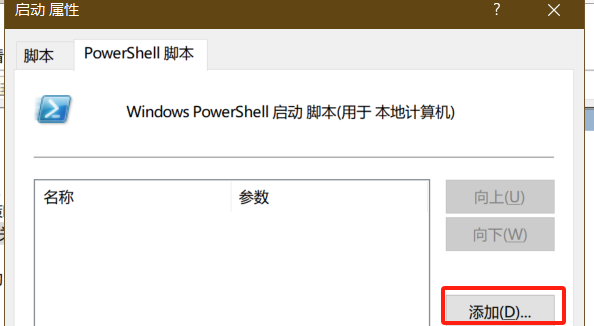 启动 属性
脚本
PowerShell 脚本
Windows PowerShell 启动 脚本(用于 本地计算机)
名称
参数
向上(U)
向下(W)
添加(D)...